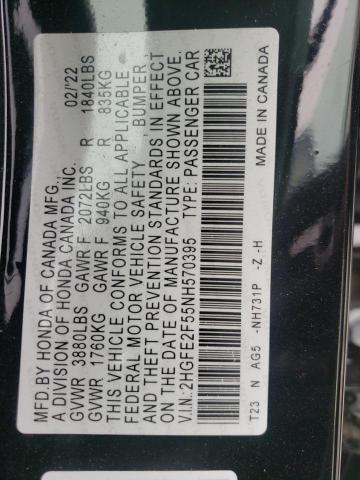 MFD.BY HONDA OF CANADA MFG.,
A DIVISION OF HONDA CANADA INC. 02/'22
GVWR 3880LBS GAWR F 2072LBS R 1840LBS
GVWR 1760KG GAWR F 940KG R 835KG
THIS VEHICLE CONFORMS TO ALL APPLICABLE
FEDERAL MOTOR VEHICLE SAFETY, BUMPER,
AND THEFT PREVENTION STANDARDS IN EFFECT
ON THE DATE OF MANUFACTURE SHOWN ABOVE.
V.I.N.:2HGFE2F55NH570395 TYPE: PASSENGER CAR
T23 N AG5 -NH731P -Z -H
MADE IN CANADA